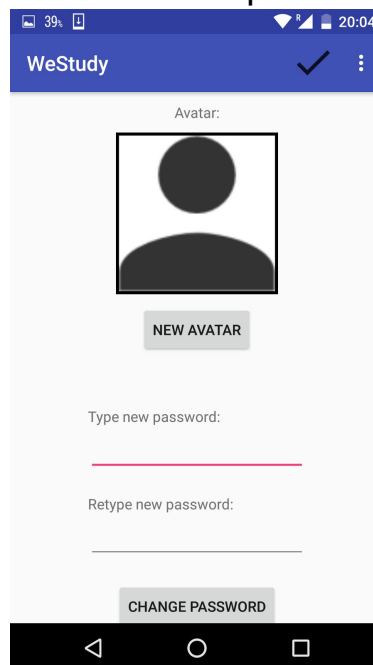 39% 20:04
WeStudy
Avatar:
NEW AVATAR
Type new password:
Retype new password:
CHANGE PASSWORD